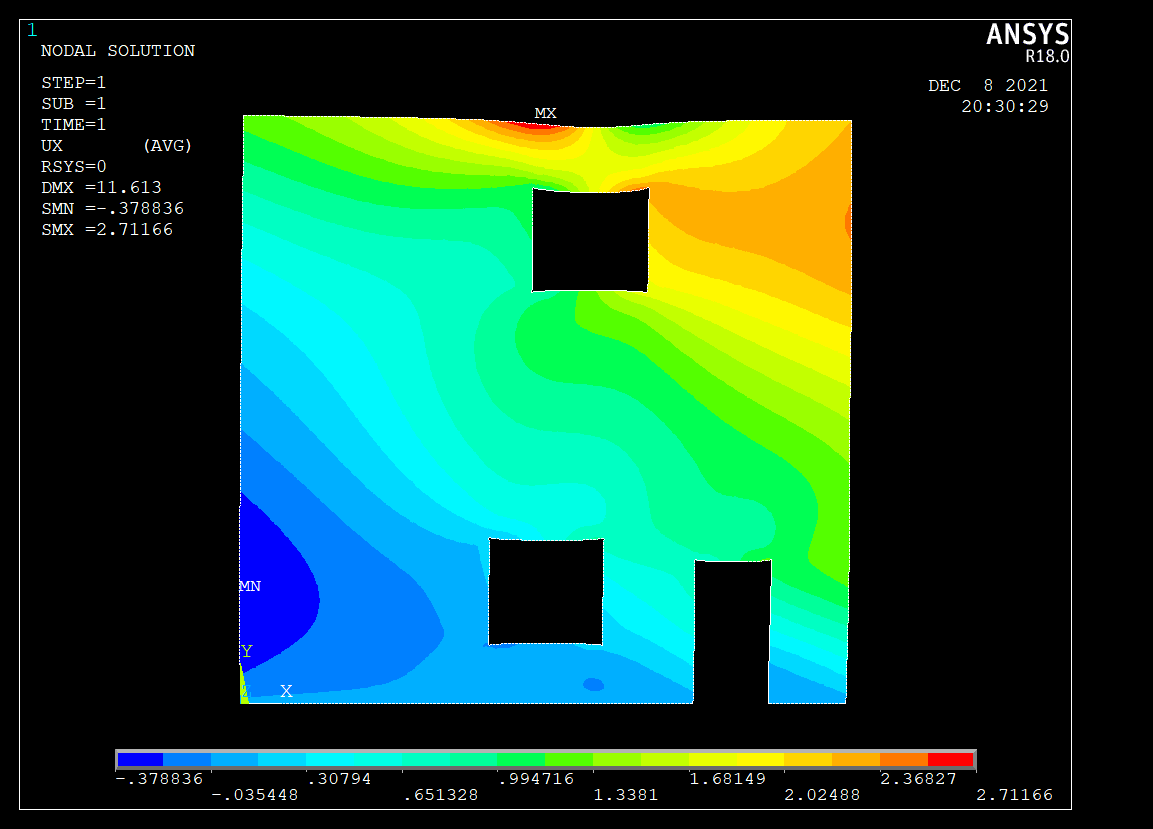 1
ANSYS
R18.0
NODAL SOLUTION
DEC 8 2021
20:30:29
STEP=1
SUB =1
TIME=1
UX (AVG)
RSYS=0
DMX =11.613
SMN =-.378836
SMX =2.71166
MX
MN
Y
X
-.378836 .30794 .994716 1.68149 2.36827
-.035448 .651328 1.3381 2.02488 2.71166